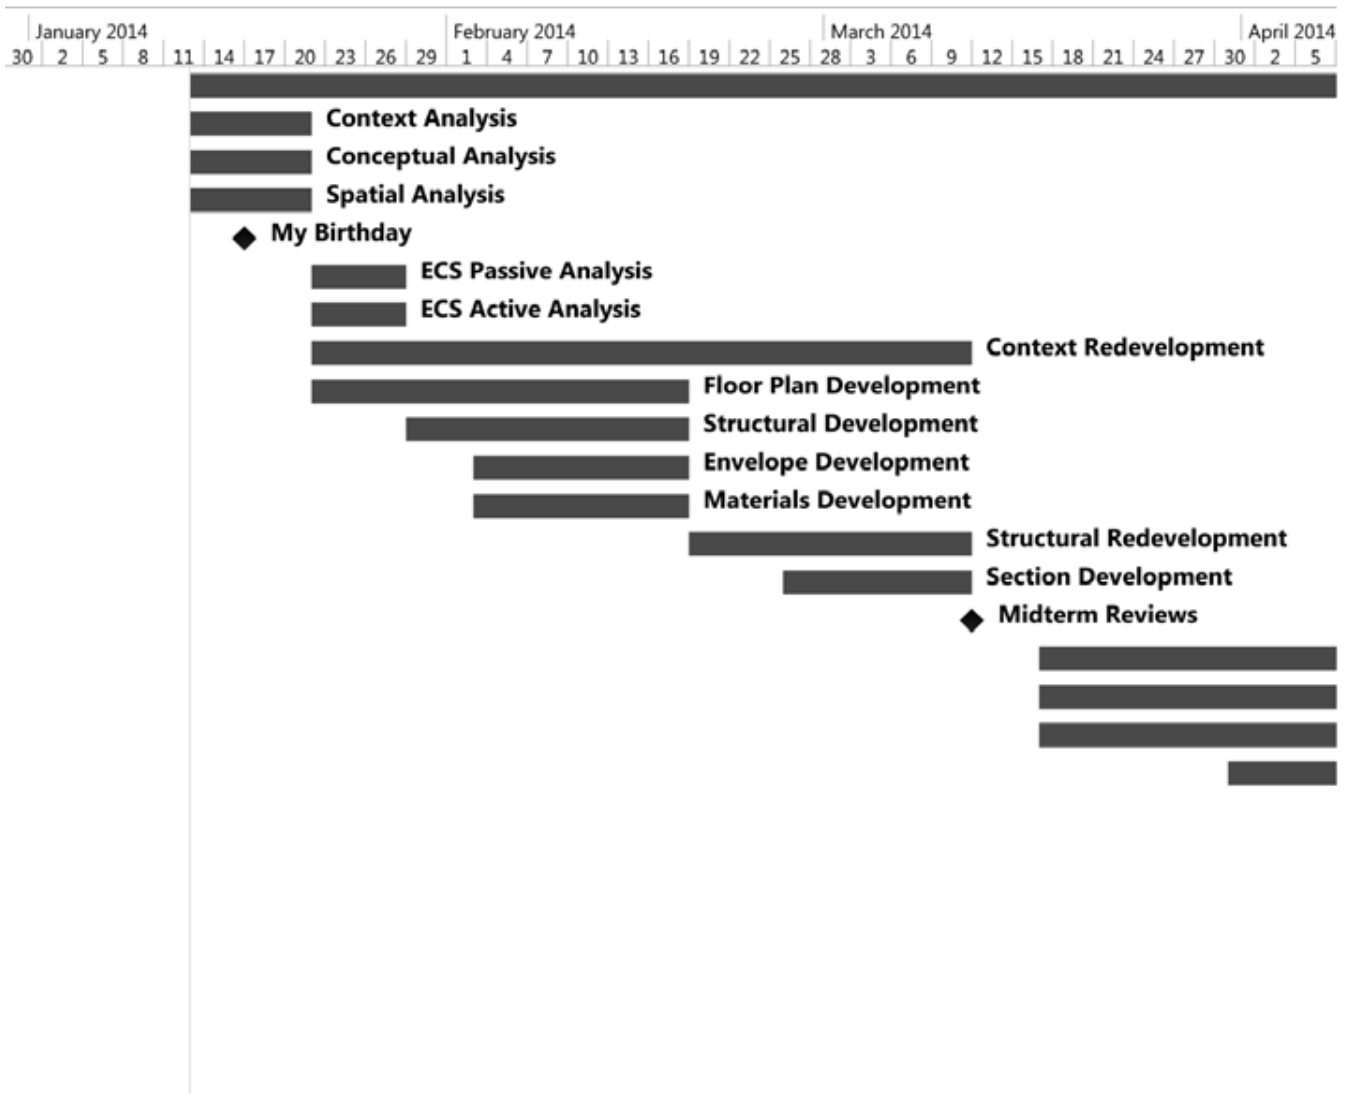 January 2014 February 2014 March 2014 April 2014
30 2 5 8 11 14 17 20 23 26 29 1 4 7 10 13 16 19 22 25 28 3 6 9 12 15 18 21 24 27 30 2 5
Context Analysis
Conceptual Analysis
Spatial Analysis
My Birthday
ECS Passive Analysis
ECS Active Analysis
Context Redevelopment
Floor Plan Development
Structural Development
Envelope Development
Materials Development
Structural Redevelopment
Section Development
Midterm Reviews